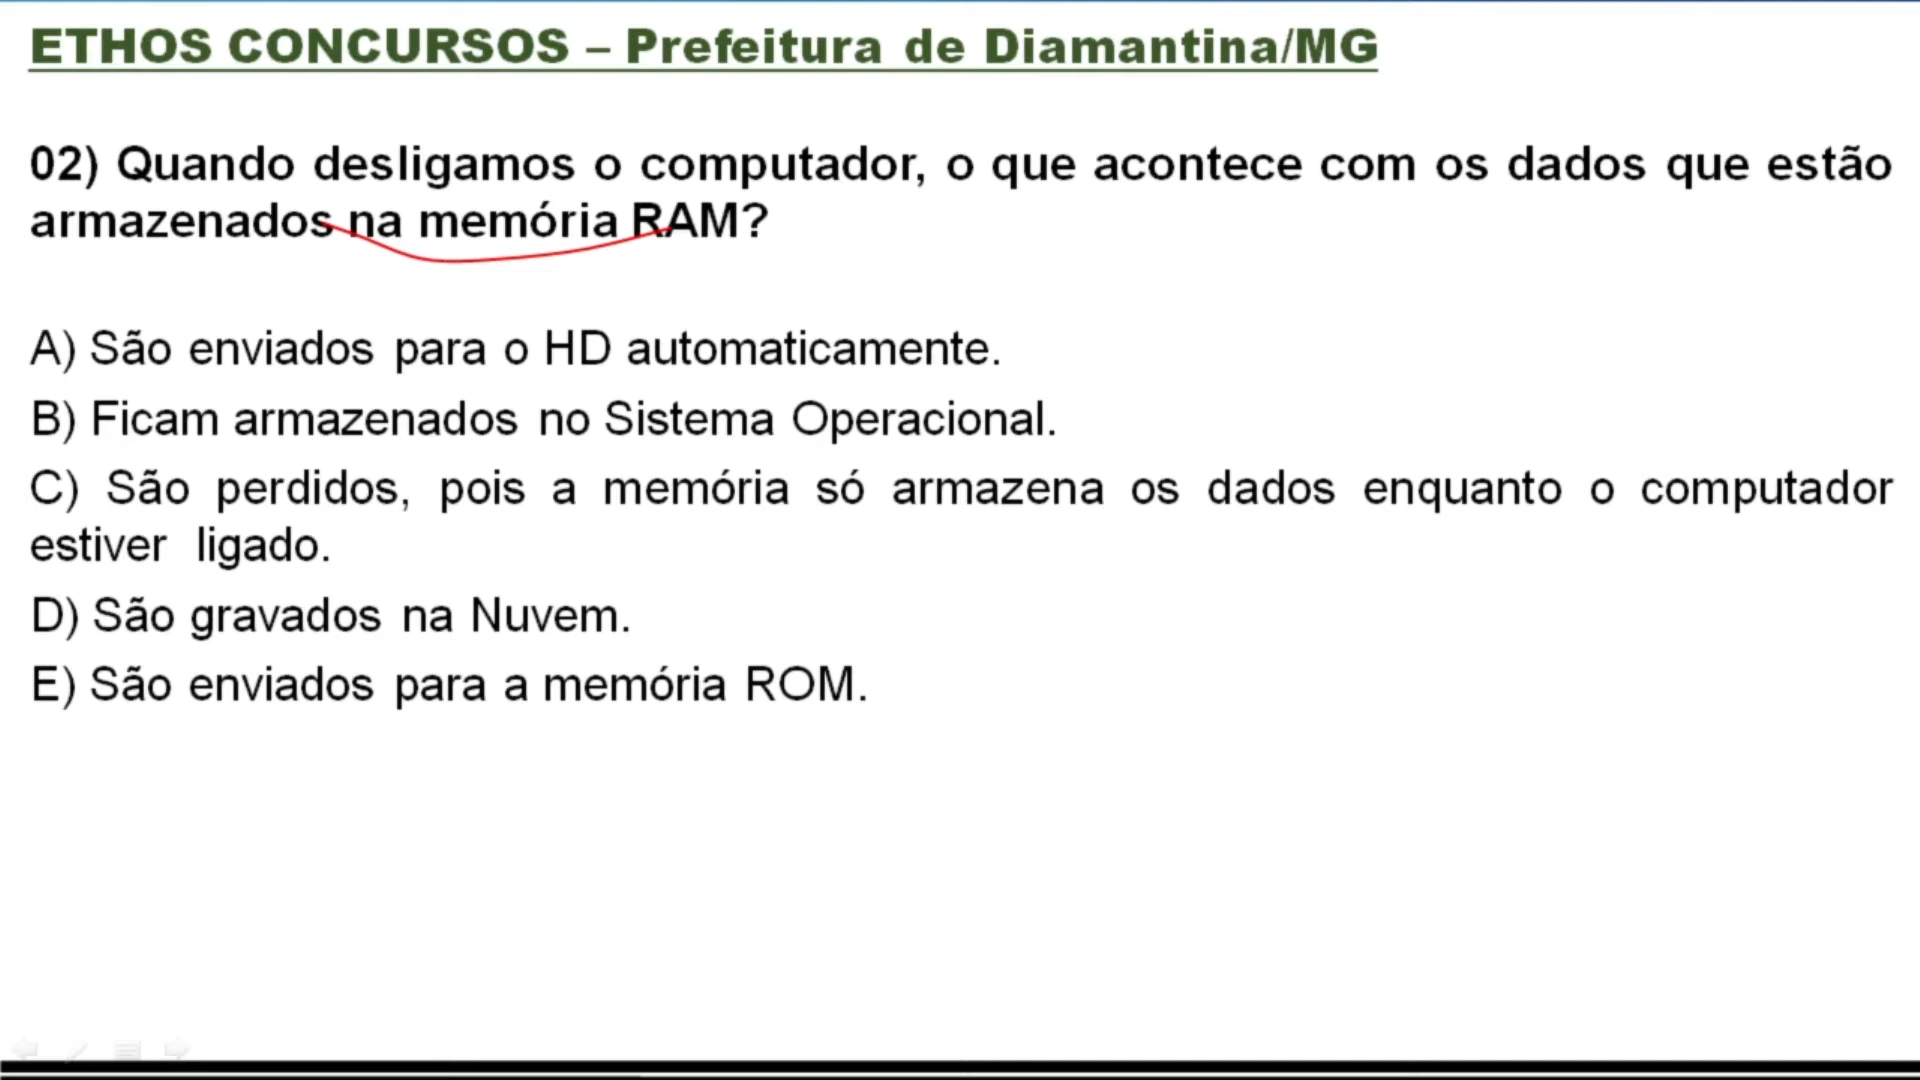 ETHOS CONCURSOS – Prefeitura de Diamantina/MG
02) Quando desligamos o computador, o que acontece com os dados que estão
armazenados na memória RAM?
A) São enviados para o HD automaticamente.
B) Ficam armazenados no Sistema Operacional.
C) São perdidos, pois a memória só armazena os dados enquanto o computador
estiver ligado.
D) São gravados na Nuvem.
E) São enviados para a memória ROM.